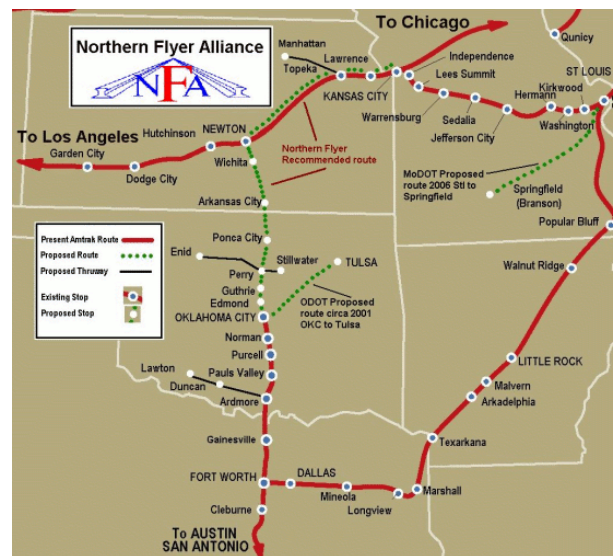 Northern Flyer Alliance
NFA
To Chicago
Qunicy
Manhattan
Topeka
Lawrence
KANSAS CITY
Independence
Lees Summit
Warrensburg
Sedalia
Jefferson City
Hermann
Washington
Kirkwood
ST LOUIS
To Los Angeles
Garden City
Dodge City
Hutchinson
NEWTON
Wichita
Arkansas City
Northern Flyer
Recommended route
MoDOT Proposed
route 2006 Stl to
Springfield
Springfield
(Branson)
Popular Bluff
Walnut Ridge
Present Amtrak Route
Proposed Route
Proposed Thruway
Existing Stop
Proposed Stop
Ponca City
Enid
Stillwater
Perry
TULSA
Guthrie
Edmond
OKLAHOMA CITY
ODOT Proposed
route circa 2001
OKC to Tulsa
Norman
Purcell
Pauls Valley
Lawton
Duncan
Ardmore
LITTLE ROCK
Malvern
Arkadelphia
Texarkana
Gainesville
FORT WORTH
DALLAS
Mineola
Longview
Marshall
Cleburne
To AUSTIN
SAN ANTONIO